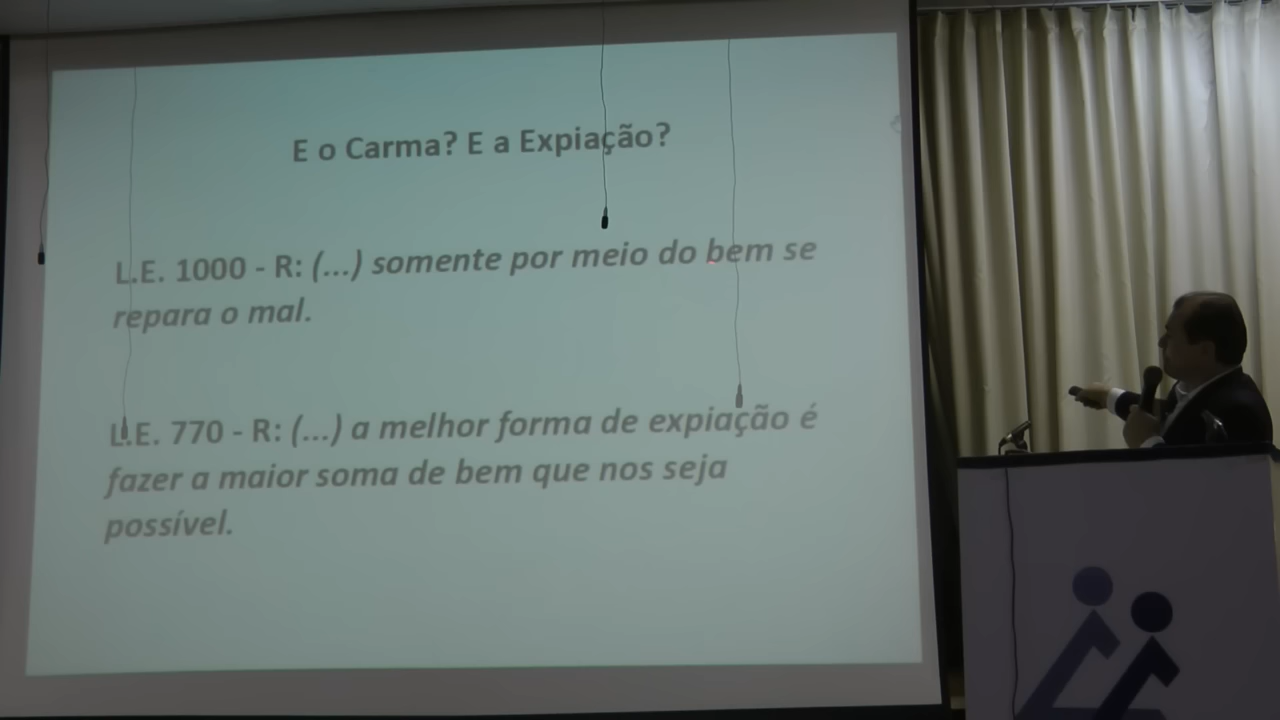 E o Carma? E a Expiação?
L.E. 1000 - R: (...) somente por meio do bem se
repara o mal.
L.E. 770 - R: (...) a melhor forma de expiação é
fazer a maior soma de bem que nos seja
possível.